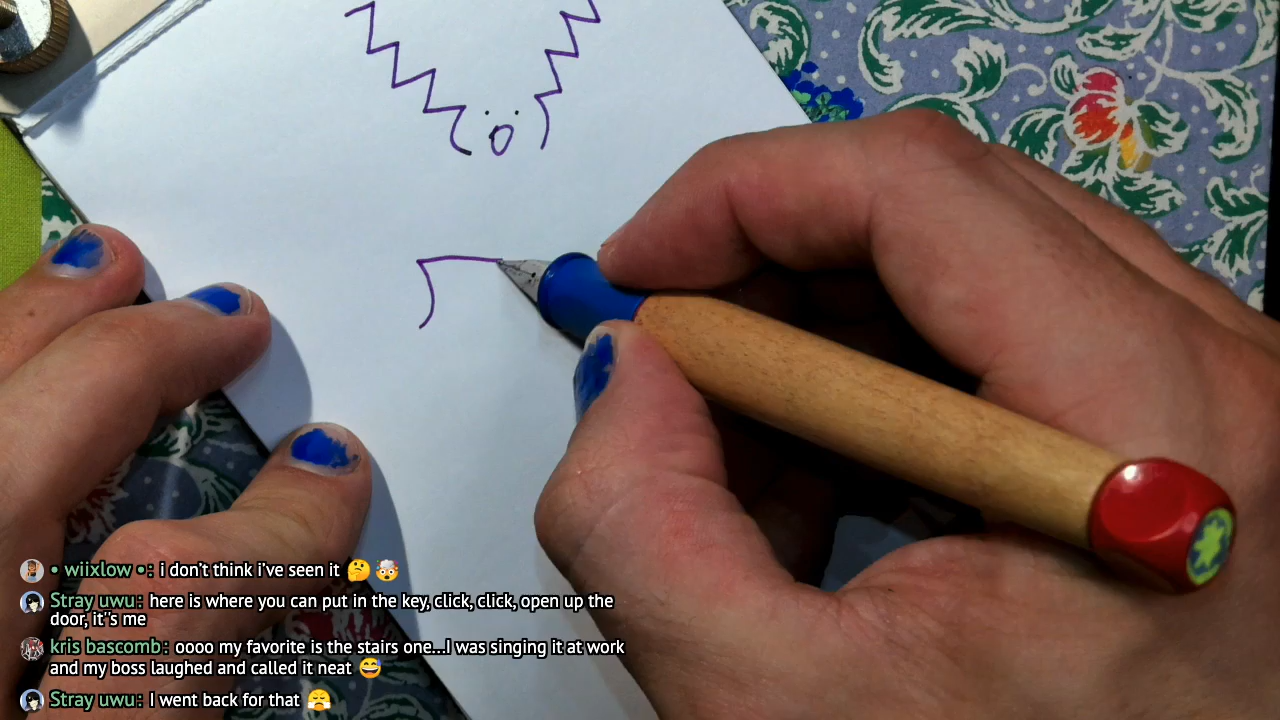 • wiixlow •: i don't think i've seen it 🤔 🤯
Stray uwu: here is where you can put in the key, click, click, open up the
door, it"s me
kris bascomb: oooo my favorite is the stairs one...I was singing it at work
and my boss laughed and called it neat 😅
Stray uwu: I went back for that 😤